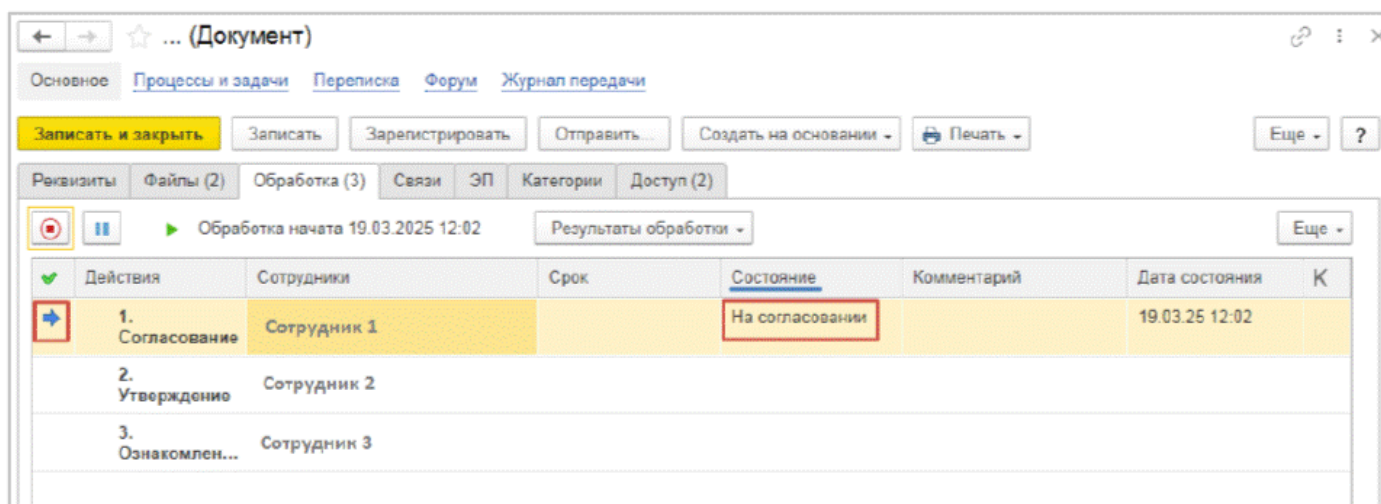 ... (Документ)
Основное Процессы и задачи Переписка Форум Журнал передачи
Записать и закрыть Записать Зарегистрировать Отправить... Создать на основании Печать Еще ?
Реквизиты Файлы (2) Обработка (3) Связи ЭП Категории Доступ (2)
Обработка начата 19.03.2025 12:02 Результаты обработки Еще
Действия Сотрудники Срок Состояние Комментарий Дата состояния К
1. Согласование Сотрудник 1 На согласовании 19.03.25 12:02
2. Утверждение Сотрудник 2
3. Ознакомлен... Сотрудник 3